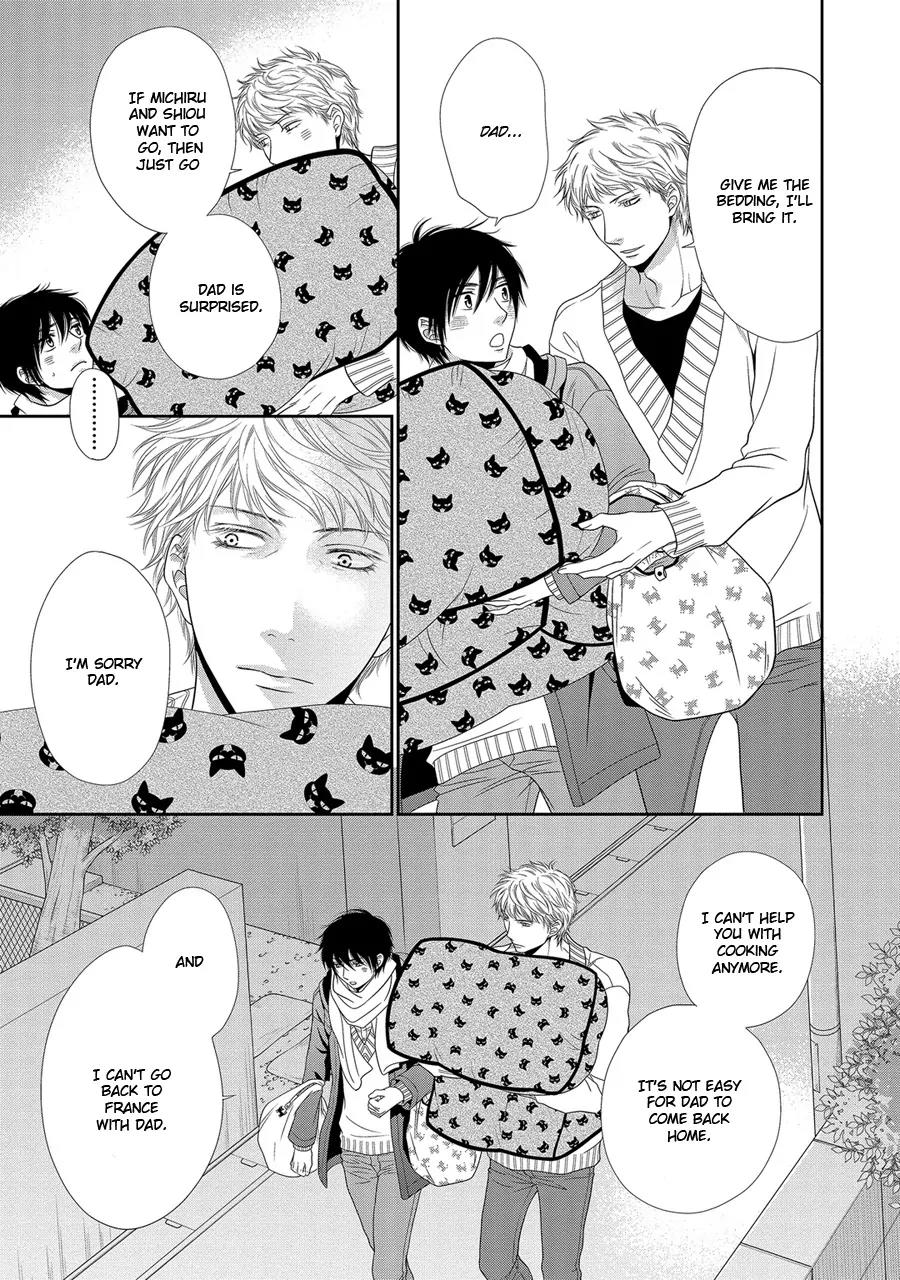 GIVE ME THE
BEDDING, I'LL
BRING IT.
DAD...
IF MICHIRU
AND SHIOU
WANT TO
GO, THEN
JUST GO
DAD IS
SURPRISED.
.........
I'M SORRY
DAD.
I CAN'T HELP
YOU WITH
COOKING
ANYMORE.
IT'S NOT EASY
FOR DAD TO
COME BACK
HOME.
AND
I CAN'T GO
BACK TO
FRANCE
WITH DAD.